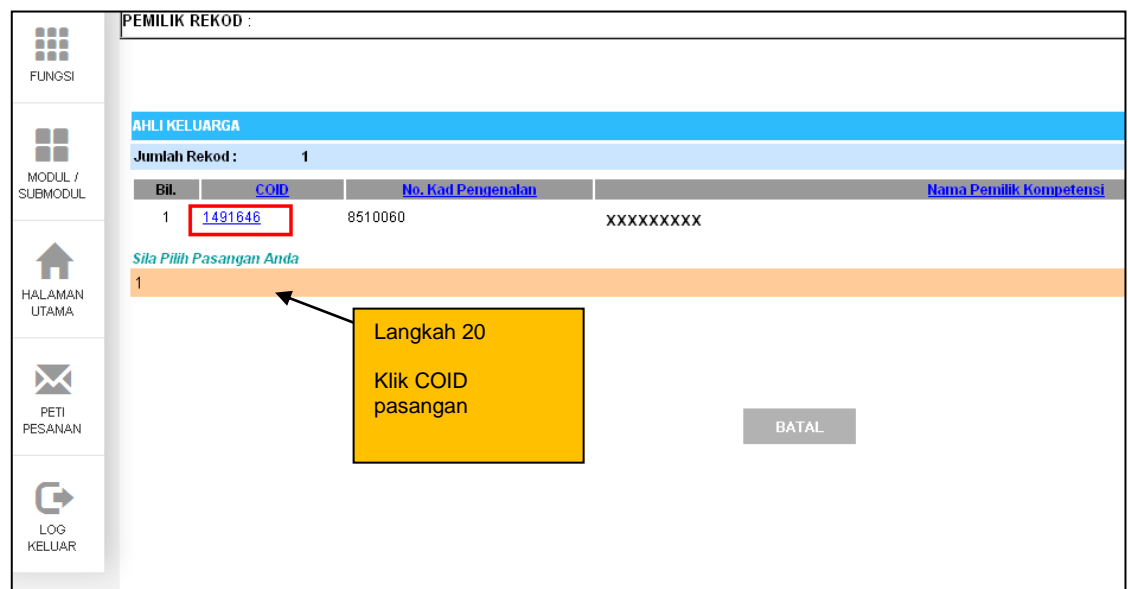 PEMILIK REKOD :
FUNGSI
MODUL /
SUBMODUL
HALAMAN
UTAMA
PETI
PESANAN
LOG
KELUAR
AHLI KELUARGA
Jumlah Rekod : 1
Bil. COID No. Kad Pengenalan Nama Pemilik Kompetensi
1 1491646 8510060 XXXXXXXXX
Sila Pilih Pasangan Anda
1
Langkah 20
Klik COID
pasangan
BATAL